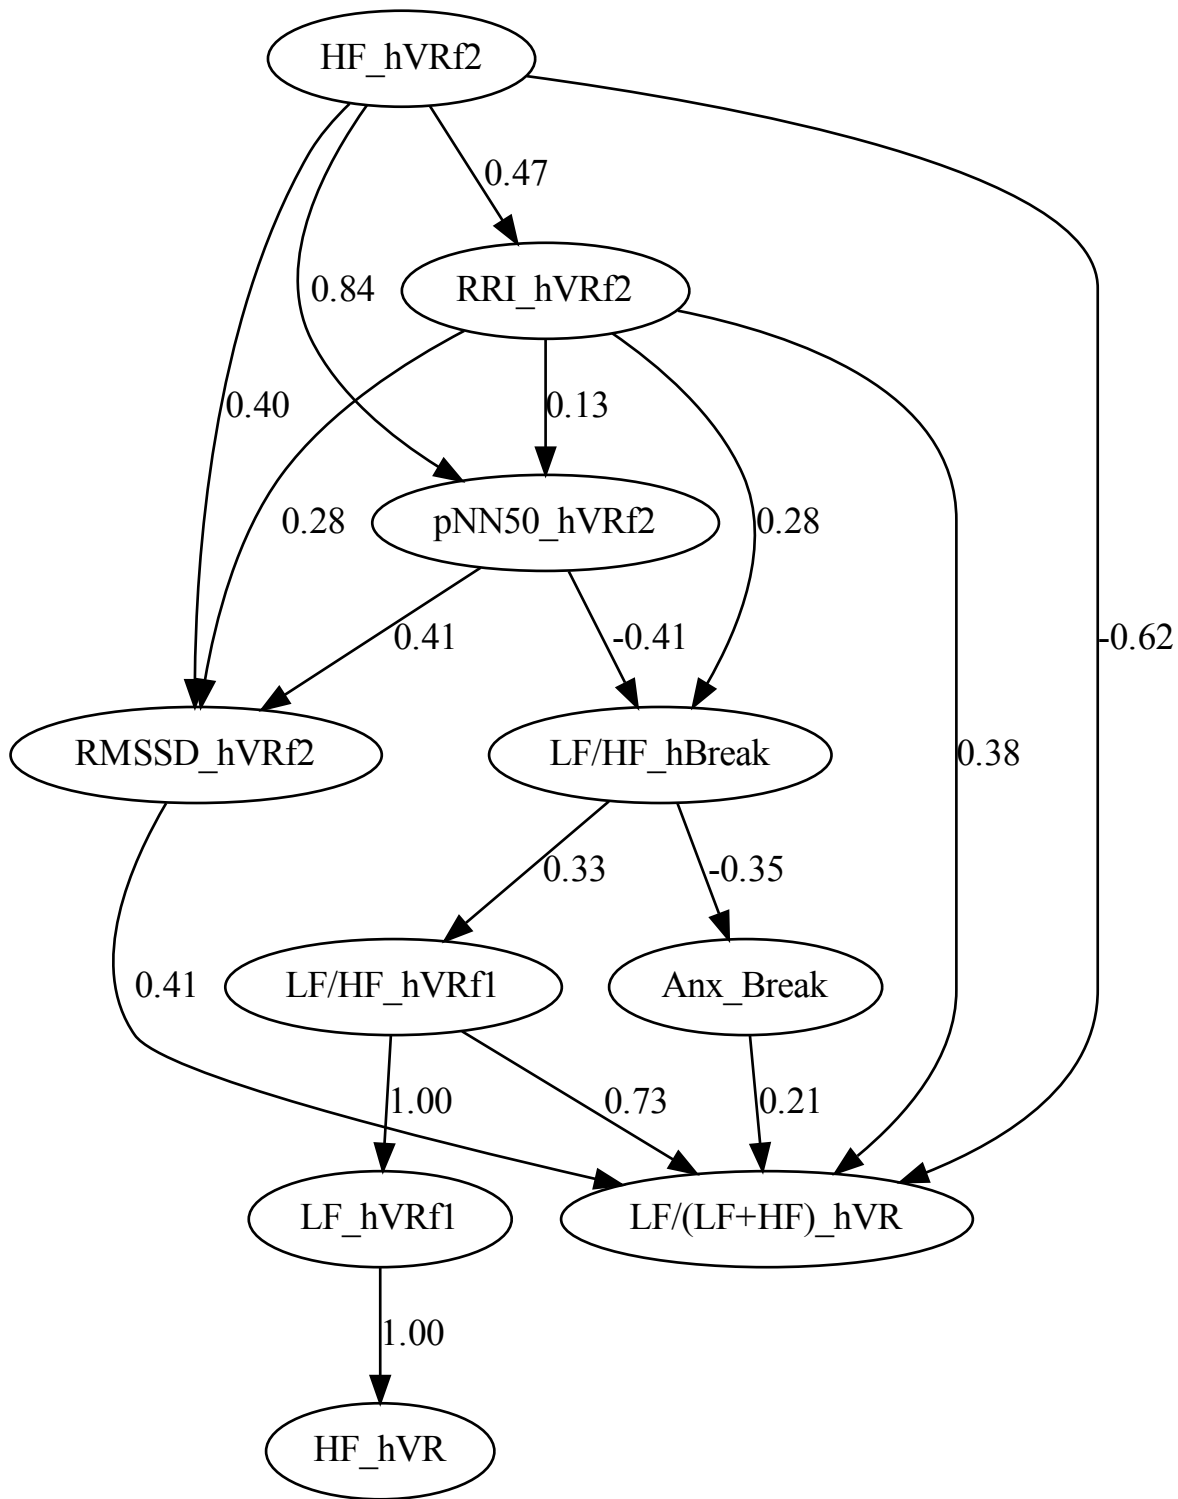 HF_hVRf2
0.47
RRI_hVRf2
0.84
0.40
0.13
0.28
pNN50_hVRf2
0.28
0.41
-0.41
-0.62
RMSSD_hVRf2
LF/HF_hBreak
0.38
0.33
-0.35
0.41
LF/HF_hVRf1
Anx_Break
1.00
0.73
0.21
LF_hVRf1
LF/(LF+HF)_hVR
1.00
HF_hVR